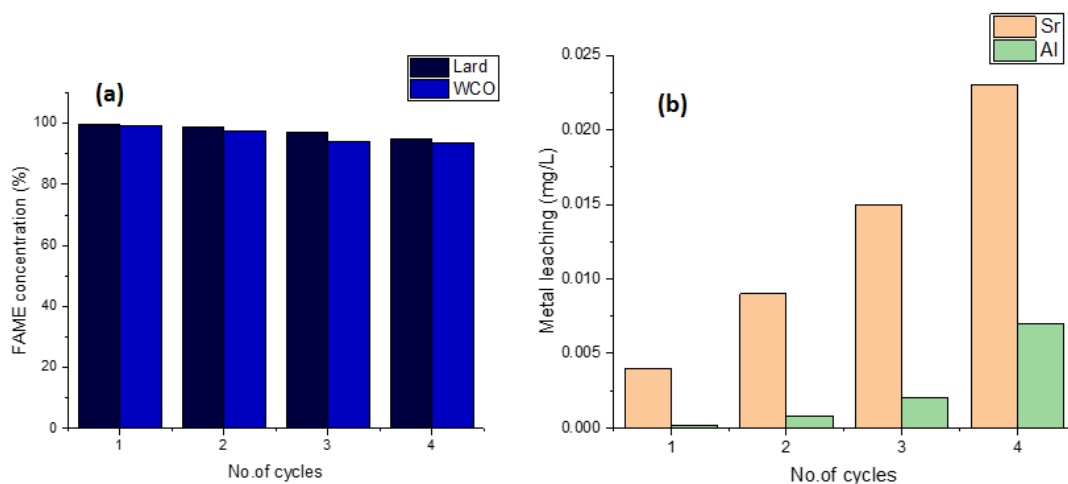 (a)
Lard
WCO
FAME concentration (%)
100
80
60
40
20
0
1 2 3 4
No.of cycles
(b)
Sr
Al
Metal leaching (mg/L)
0.025
0.020
0.015
0.010
0.005
0.000
1 2 3 4
No.of cycles